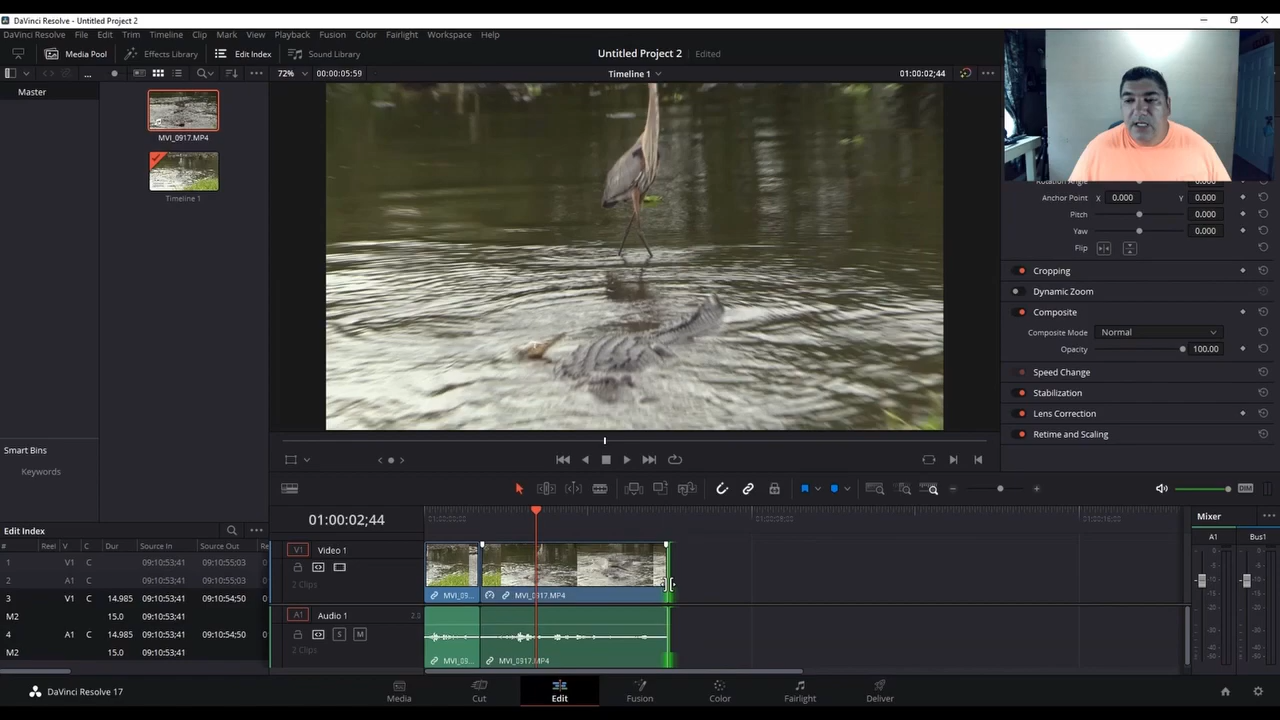 DaVinci Resolve - Untitled Project 2
DaVinci Resolve File Edit Trim Timeline Clip Mark View Playback Fusion Color Fairlight Workspace Help
Media Pool Effects Library Edit Index Sound Library Untitled Project 2 Edited
72% 00:00:05:59 Timeline 1 01:00:02;44
Master
MVI_0917.MP4
Timeline 1
Anchor Point X 0.000 Y 0.000
Pitch 0.000
Yaw 0.000
Flip
Cropping
Dynamic Zoom
Composite
Composite Mode Normal
Opacity 100.00
Speed Change
Stabilization
Lens Correction
Retime and Scaling
Smart Bins
Keywords
Edit Index
# Reel V C Dur Source In Source Out
1 V1 C 09:10:53:41 09:10:55:03
2 A1 C 09:10:53:41 09:10:55:03
3 V1 C 14.985 09:10:53:41 09:10:54:50
M2 15.0 09:10:53:41
4 A1 C 14.985 09:10:53:41 09:10:54:50
M2 15.0 09:10:53:41
01:00:02;44
V1 Video 1
2 Clips
A1 Audio 1 2.0
S M
2 Clips
MVI_09... MVI_0917.MP4
MVI_09... MVI_0917.MP4
DIM
Mixer
A1 Bus1
DaVinci Resolve 17
Media Cut Edit Fusion Color Fairlight Deliver